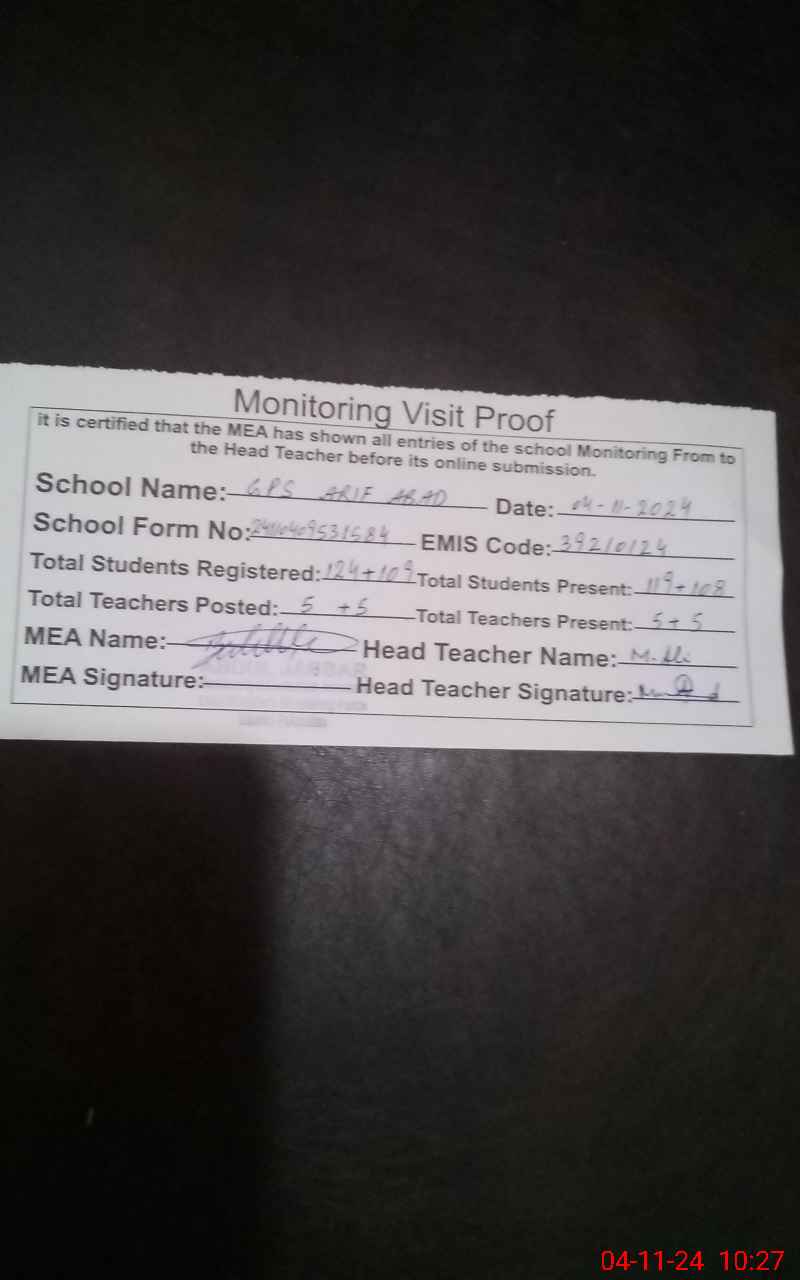 Monitoring Visit Proof
it is certified that the MEA has shown all entries of the school Monitoring From to
the Head Teacher before its online submission.
School Name: GPS ARIF ABAD Date: 04-11-2024
School Form No: EMIS Code: 39210124
Total Students Registered: 124+109 Total Students Present: 119+108
Total Teachers Posted: 5 +5 Total Teachers Present: 5+5
MEA Name: Head Teacher Name: M. Ali
MEA Signature: Head Teacher Signature:
ABDUL JABBAR
04-11-24 10:27